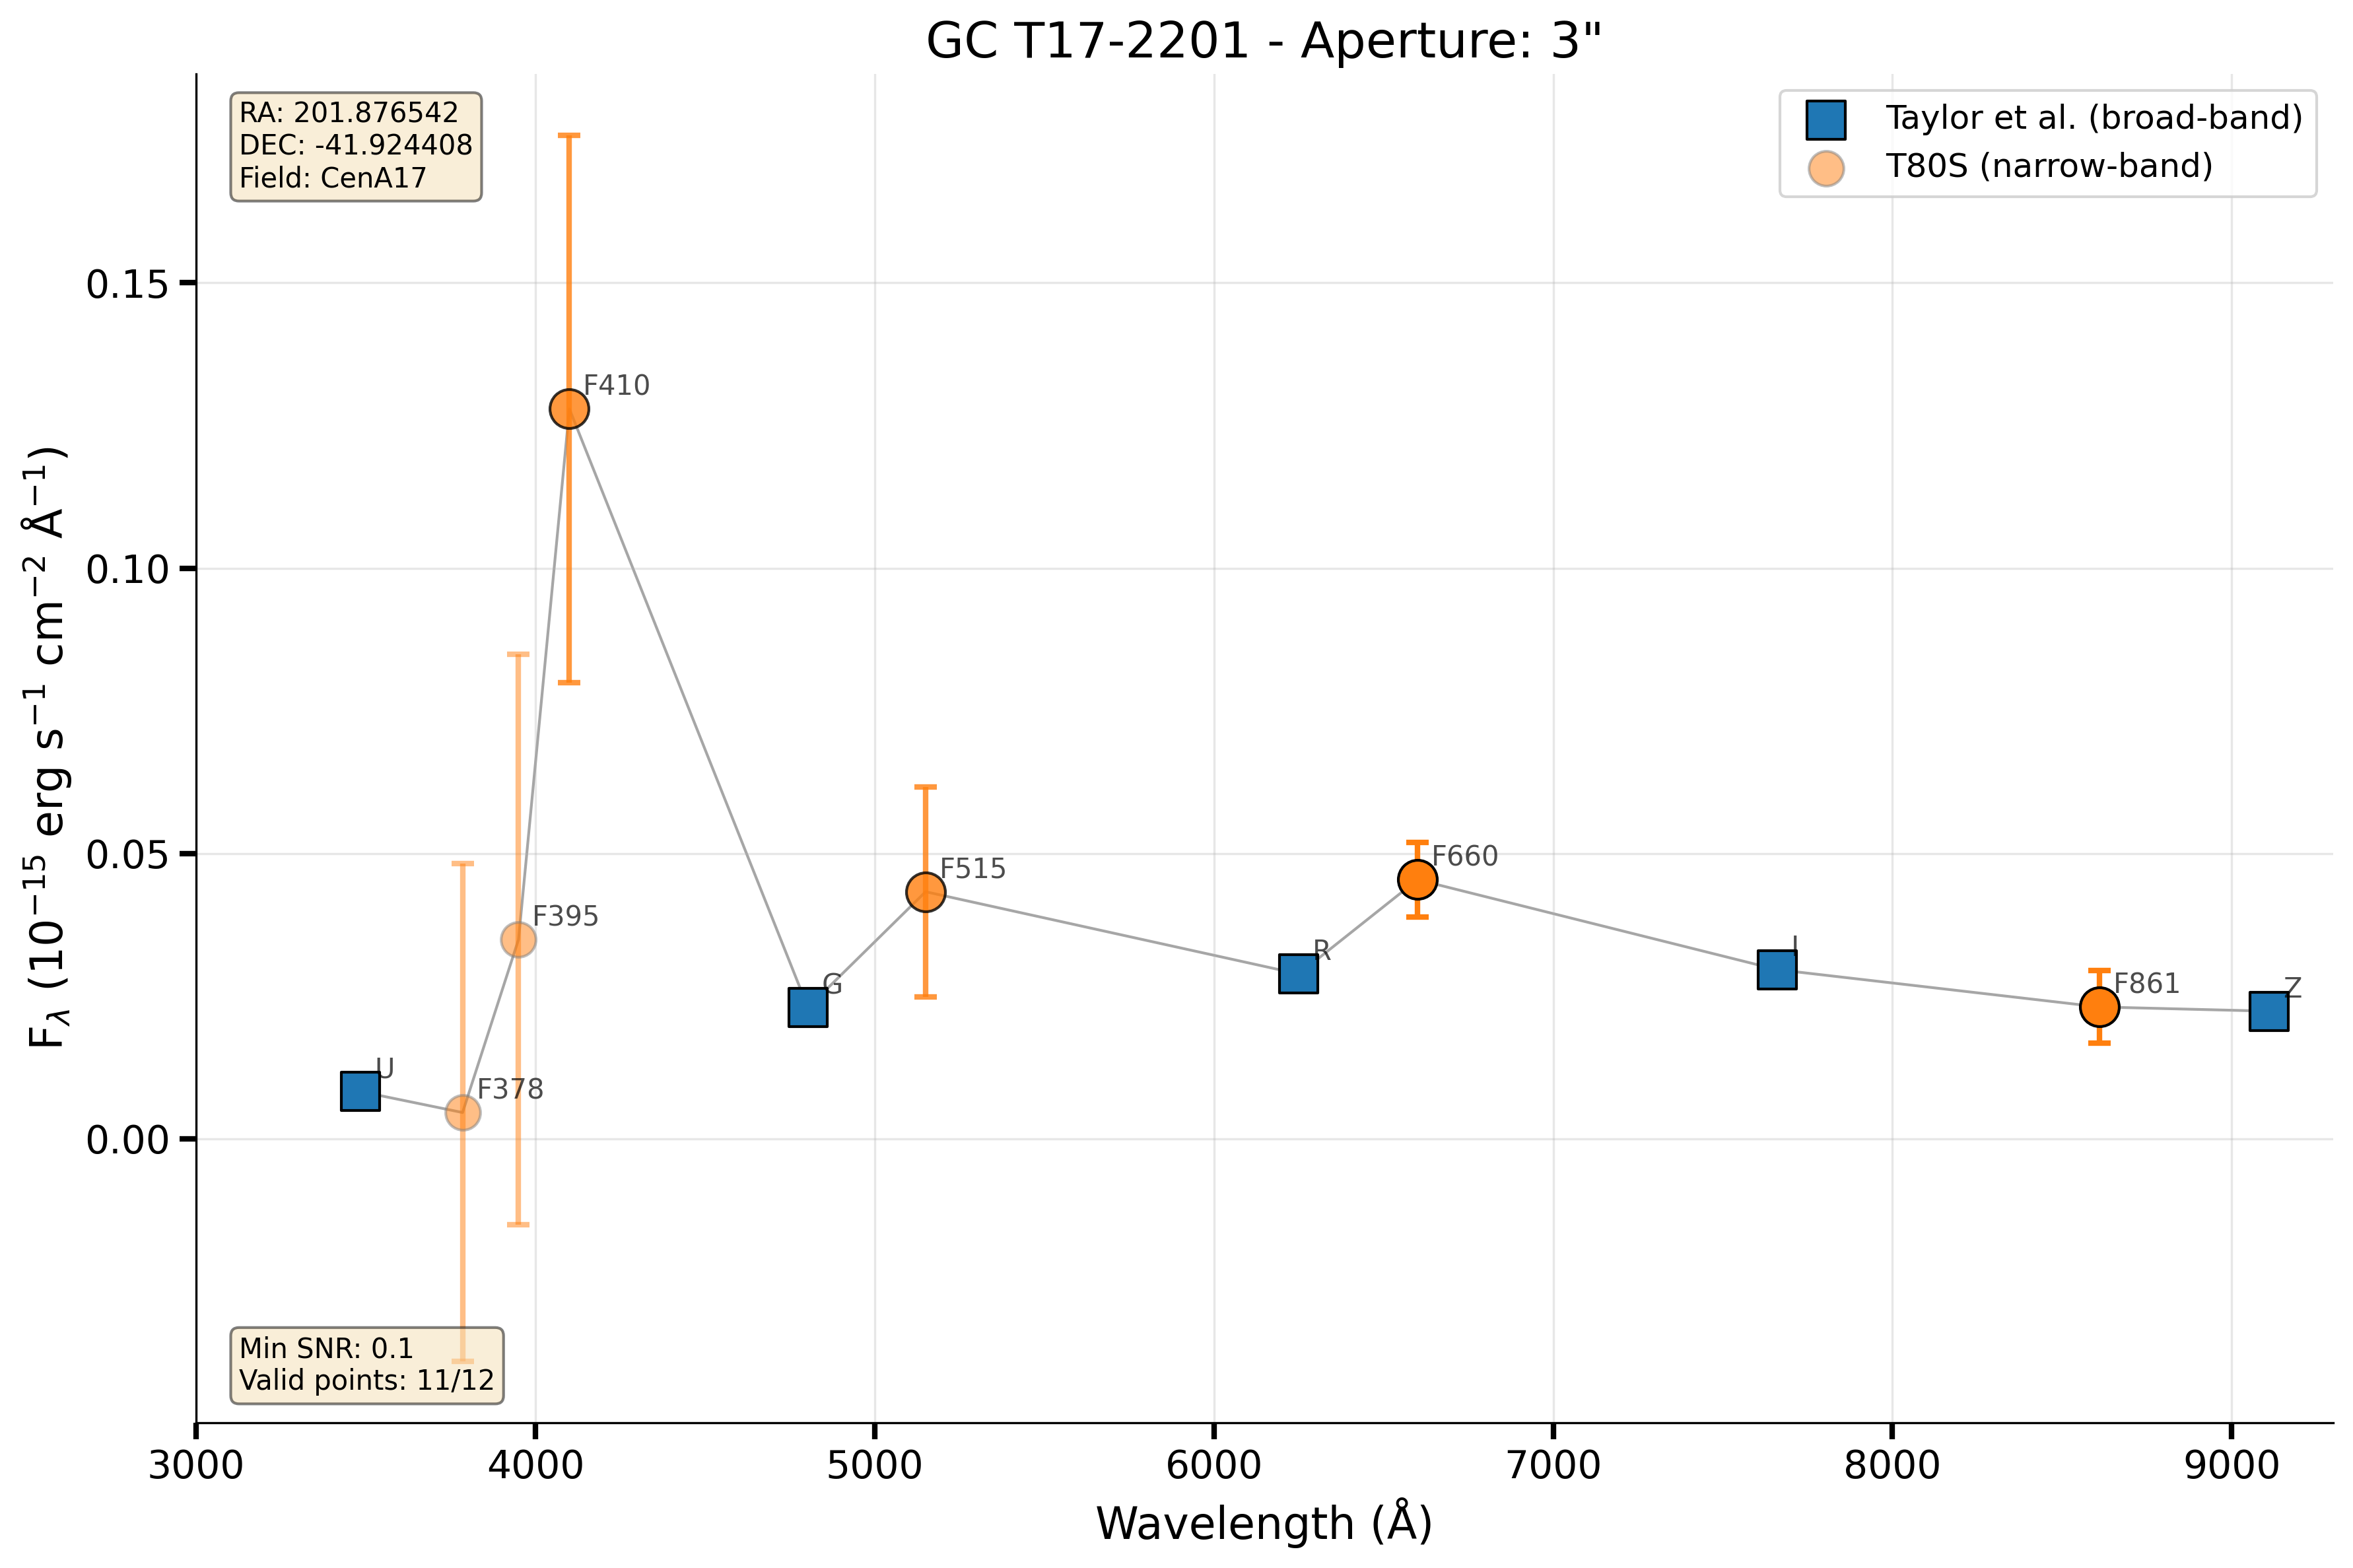 GC T17-2201 - Aperture: 3"
RA: 201.876542
DEC: -41.924408
Field: CenA17
Taylor et al. (broad-band)
T80S (narrow-band)
F_λ (10⁻¹⁵ erg s⁻¹ cm⁻² Å⁻¹)
0.15
0.10
0.05
0.00
U
F378
F395
F410
G
F515
R
F660
I
F861
Z
Min SNR: 0.1
Valid points: 11/12
3000
4000
5000
6000
7000
8000
9000
Wavelength (Å)